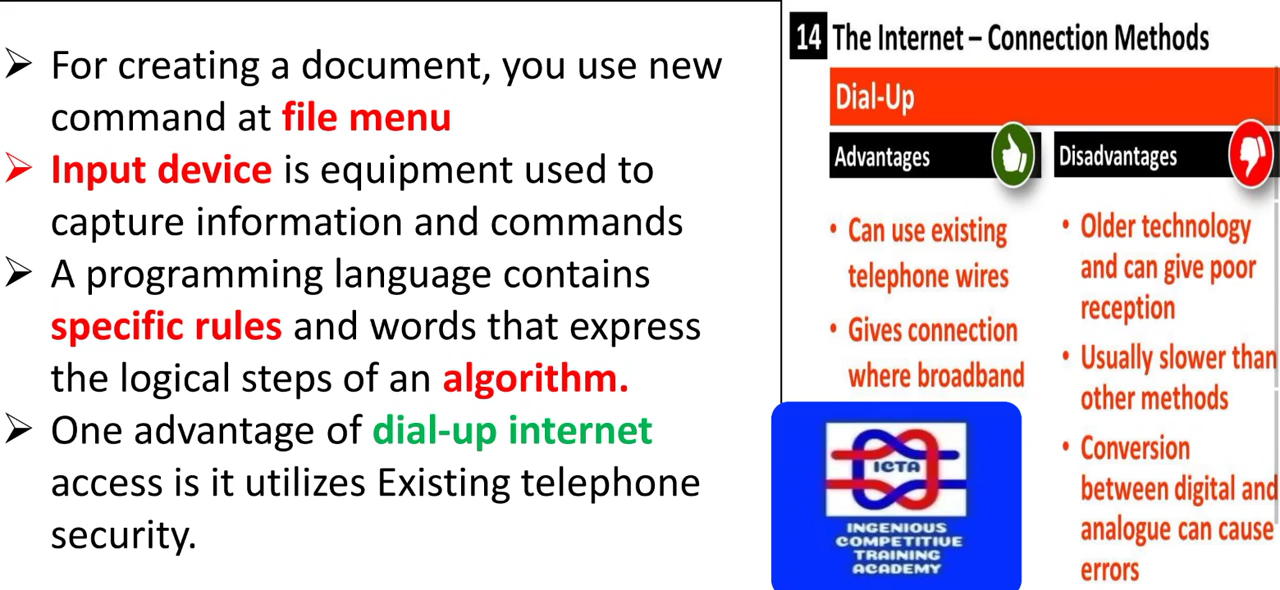 ➢ For creating a document, you use new
command at file menu
➢ Input device is equipment used to
capture information and commands
➢ A programming language contains
specific rules and words that express
the logical steps of an algorithm.
➢ One advantage of dial-up internet
access is it utilizes Existing telephone
security.
14 The Internet – Connection Methods
Dial-Up
Advantages
• Can use existing
telephone wires
• Gives connection
where broadband
Disadvantages
• Older technology
and can give poor
reception
• Usually slower than
other methods
• Conversion
between digital and
analogue can cause
errors
ICTA
INGENIOUS
COMPETITIVE
TRAINING
ACADEMY